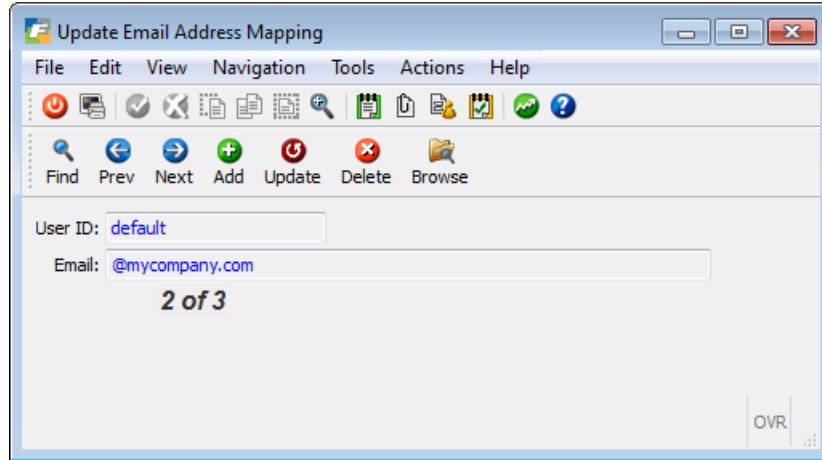 Update Email Address Mapping
File Edit View Navigation Tools Actions Help
Find Prev Next Add Update Delete Browse
User ID: default
Email: @mycompany.com
2 of 3
OVR